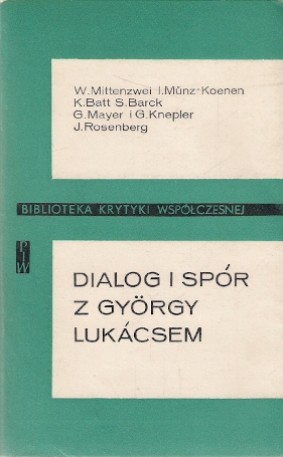 W. Mittenzwei I. Münz-Koenen
K. Batt S. Barck
G. Mayer i G. Knepler
J. Rosenberg
BIBLIOTEKA KRYTYKI WSPÓŁCZESNEJ
PIW
DIALOG I SPÓR
Z GYÖRGY
LUKÁCSEM